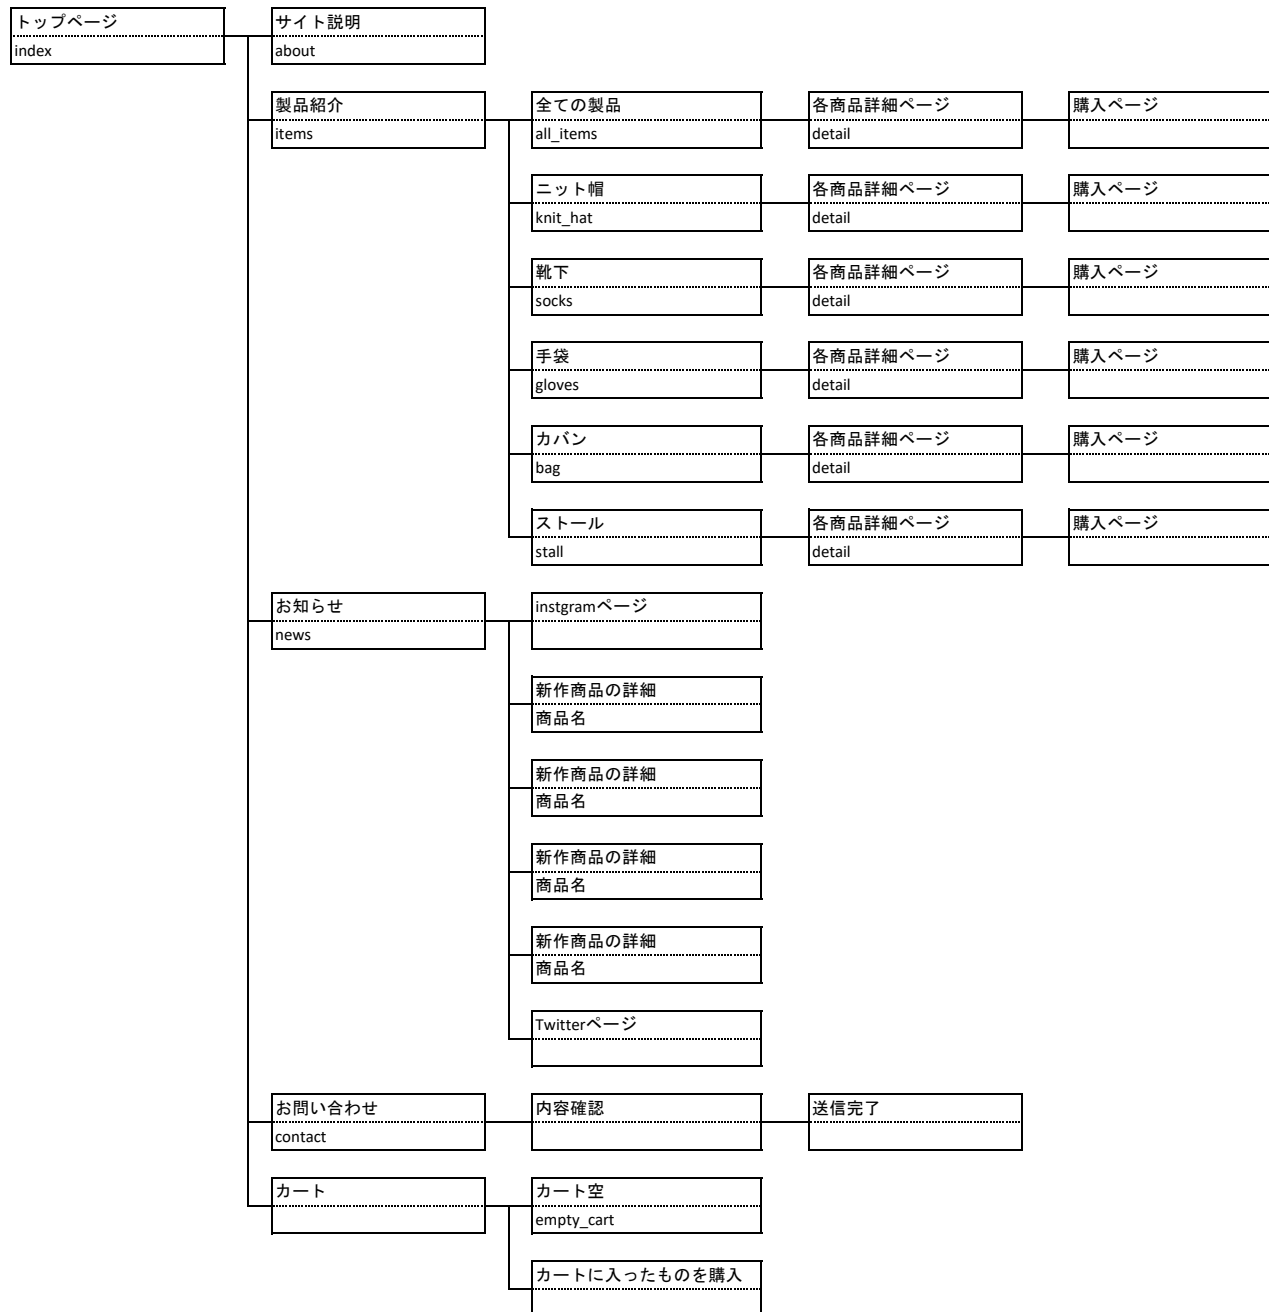 トップページ
index
サイト説明
about
製品紹介
items
全ての製品
all_items
各商品詳細ページ
detail
購入ページ
ニット帽
knit_hat
各商品詳細ページ
detail
購入ページ
靴下
socks
各商品詳細ページ
detail
購入ページ
手袋
gloves
各商品詳細ページ
detail
購入ページ
カバン
bag
各商品詳細ページ
detail
購入ページ
ストール
stall
各商品詳細ページ
detail
購入ページ
お知らせ
news
instgramページ
新作商品の詳細
商品名
新作商品の詳細
商品名
新作商品の詳細
商品名
新作商品の詳細
商品名
Twitterページ
お問い合わせ
contact
内容確認
送信完了
カート
カート空
empty_cart
カートに入ったものを購入